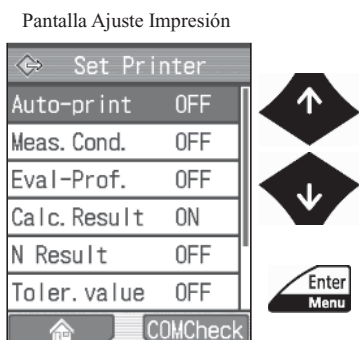 Pantalla Ajuste Impresión
Set Printer
Auto-print OFF
Meas.Cond. OFF
Eval-Prof. OFF
Calc.Result ON
N Result OFF
Toler.value OFF
COMCheck
Enter
Menu